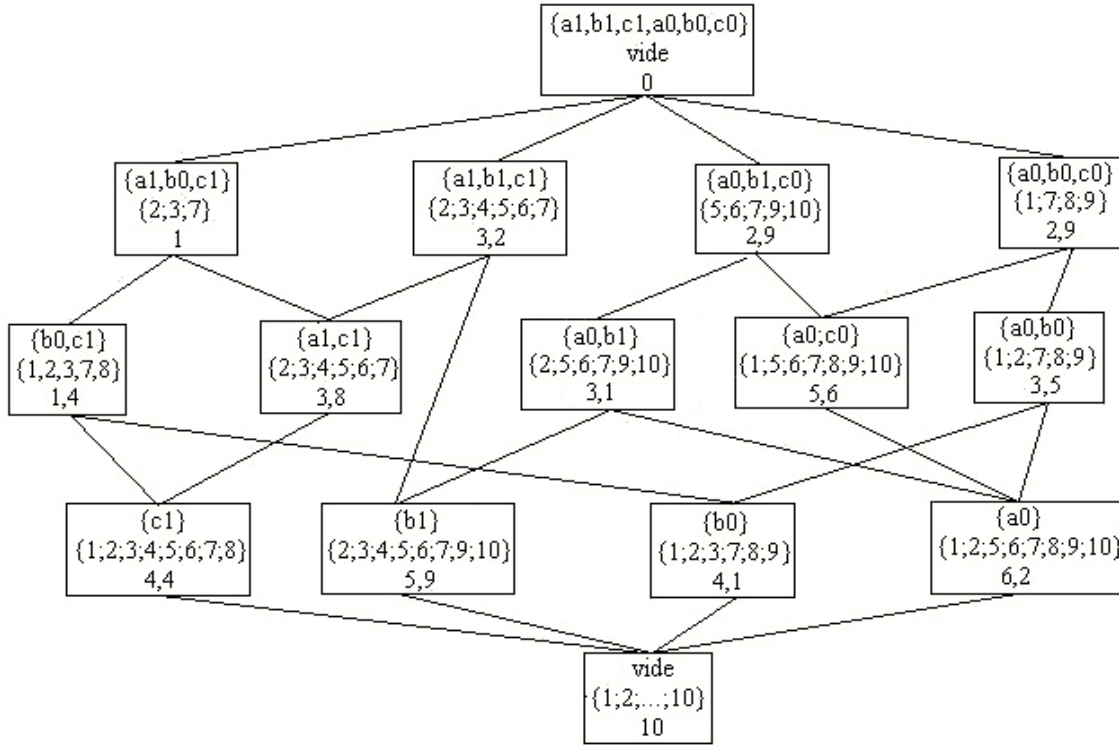 {a1,b1,c1,a0,b0,c0}
vide
0
{a1,b0,c1}
{2;3;7}
1
{a1,b1,c1}
{2;3;4;5;6;7}
3,2
{a0,b1,c0}
{5;6;7;9;10}
2,9
{a0,b0,c0}
{1;7;8;9}
2,9
{b0,c1}
{1,2,3,7,8}
1,4
{a1,c1}
{2;3;4;5;6;7}
3,8
{a0,b1}
{2;5;6;7;9;10}
3,1
{a0;c0}
{1;5;6;7;8;9;10}
5,6
{a0,b0}
{1;2;7;8;9}
3,5
{c1}
{1;2;3;4;5;6;7;8}
4,4
{b1}
{2;3;4;5;6;7;9;10}
5,9
{b0}
{1;2;3;7;8;9}
4,1
{a0}
{1;2;5;6;7;8;9;10}
6,2
vide
{1;2;...;10}
10